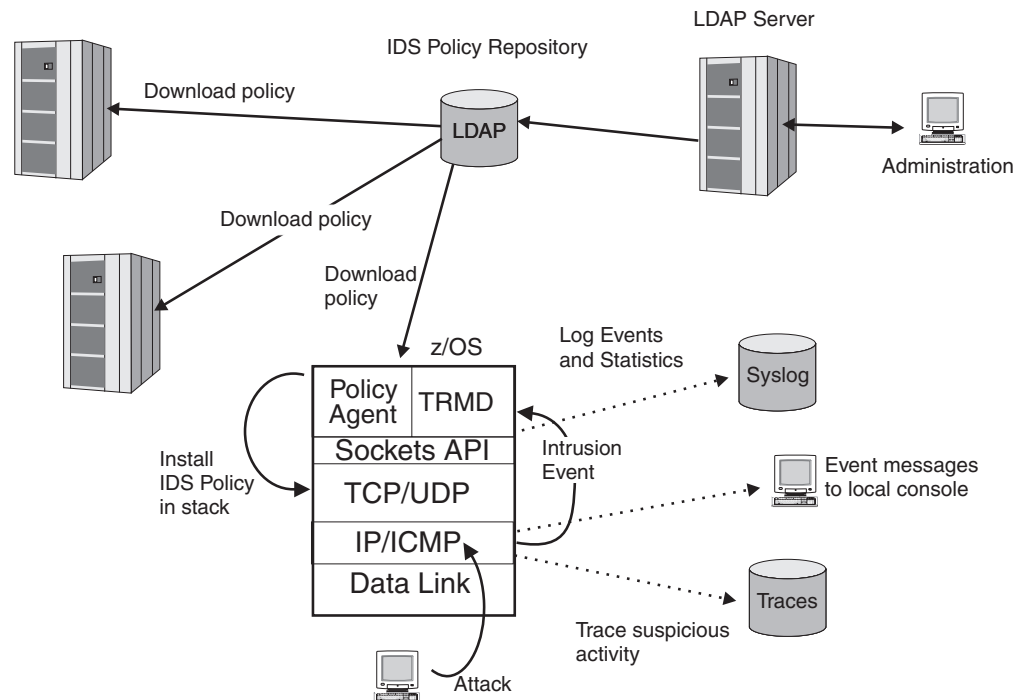 LDAP Server
IDS Policy Repository
Download policy
LDAP
Administration
Download policy
Download
policy
z/OS
Log Events
and Statistics
Policy
Agent
TRMD
Syslog
Sockets API
Intrusion
Event
Install
IDS Policy
in stack
TCP/UDP
Event messages
to local console
IP/ICMP
Data Link
Traces
Trace suspicious
activity
Attack